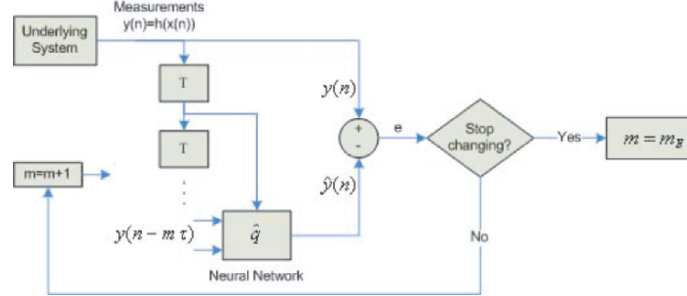 Measurements
y(n)=h(x(n))
Underlying
System
T
y(n)
T
+
-
e
Stop
changing?
Yes
m = m_E
m=m+1
ŷ(n)
y(n − m τ)
q̂
No
Neural Network